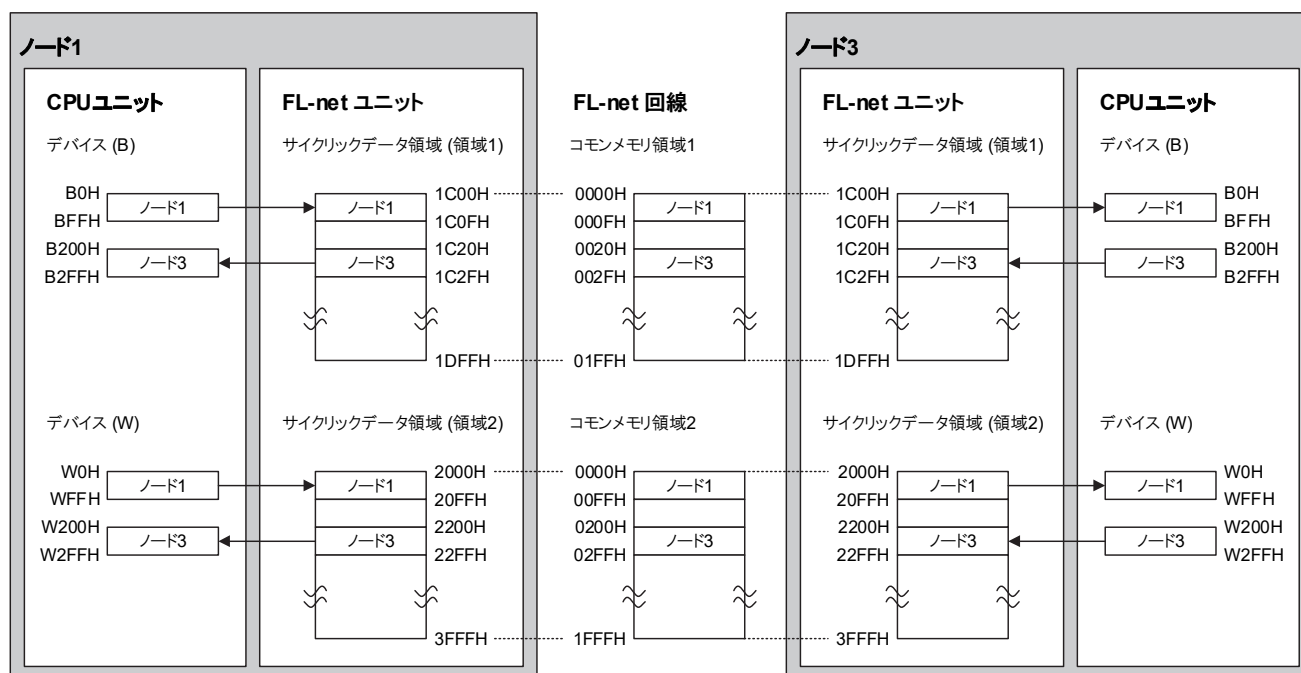 ノード1
ノード3
CPUユニット
FL-net ユニット
FL-net 回線
FL-net ユニット
CPUユニット
デバイス (B)
サイクリックデータ領域 (領域1)
コモンメモリ領域1
サイクリックデータ領域 (領域1)
デバイス (B)
B0H
ノード1
BFFH
B200H
ノード3
B2FFH
ノード1
ノード3
1C00H
1C0FH
1C20H
1C2FH
1DFFH
0000H
000FH
0020H
002FH
01FFH
ノード1
ノード3
1C00H
1C0FH
1C20H
1C2FH
1DFFH
ノード1
ノード3
ノード1
ノード3
B0H
BFFH
B200H
B2FFH
デバイス (W)
サイクリックデータ領域 (領域2)
コモンメモリ領域2
サイクリックデータ領域 (領域2)
デバイス (W)
W0H
ノード1
WFFH
W200H
ノード3
W2FFH
ノード1
ノード3
2000H
20FFH
2200H
22FFH
3FFFH
0000H
00FFH
0200H
02FFH
1FFFH
ノード1
ノード3
2000H
20FFH
2200H
22FFH
3FFFH
ノード1
ノード3
ノード1
ノード3
W0H
WFFH
W200H
W2FFH